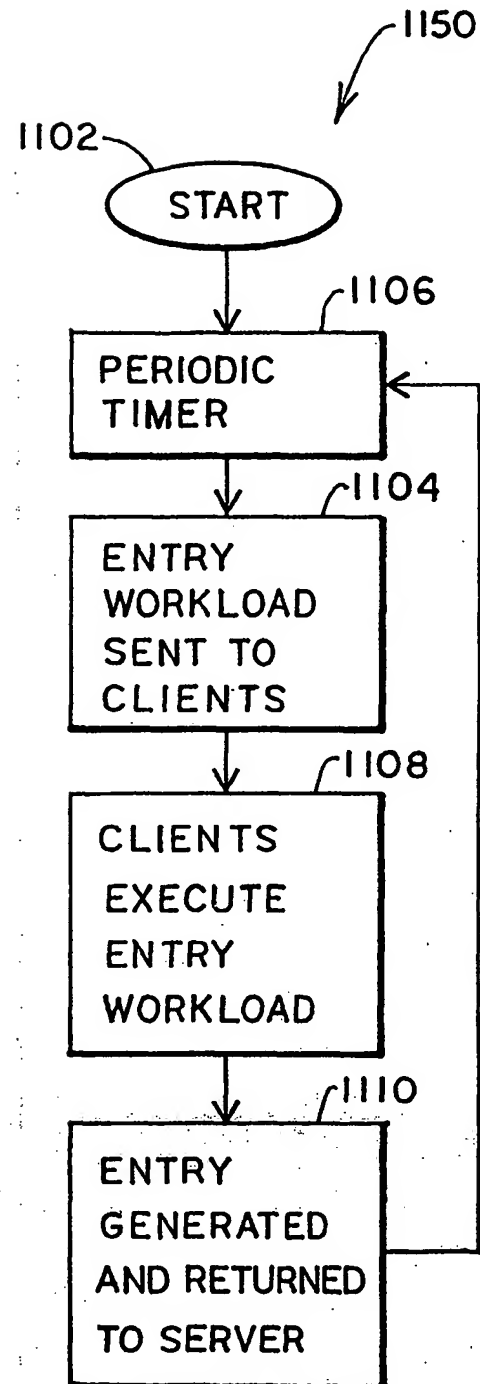 1150
1102
START
1106
PERIODIC
TIMER
1104
ENTRY
WORKLOAD
SENT TO
CLIENTS
1108
CLIENTS
EXECUTE
ENTRY
WORKLOAD
1110
ENTRY
GENERATED
AND RETURNED
TO SERVER